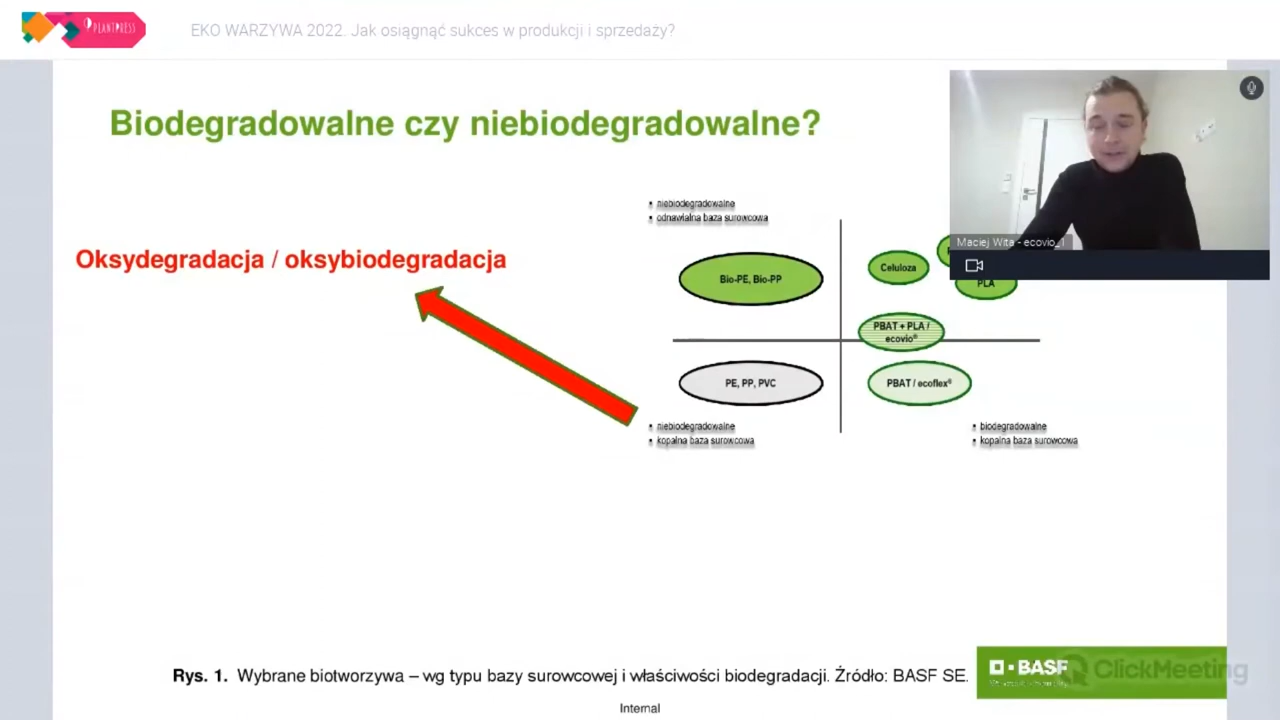 PLANTPRESS
EKO WARZYWA 2022. Jak osiągnąć sukces w produkcji i sprzedaży?
Biodegradowalne czy niebiodegradowalne?
Maciej Wita - ecovio_1
niebiodegradowalne
odnawialna baza surowcowa
Oksydegradacja / oksybiodegradacja
Bio-PE, Bio-PP
Celuloza
PLA
PBAT + PLA /
ecovio®
PE, PP, PVC
PBAT / ecoflex®
niebiodegradowalne
kopalna baza surowcowa
biodegradowalne
kopalna baza surowcowa
Rys. 1. Wybrane biotworzywa – wg typu bazy surowcowej i właściwości biodegradacji. Źródło: BASF SE.
BASF
ClickMeeting
Internal